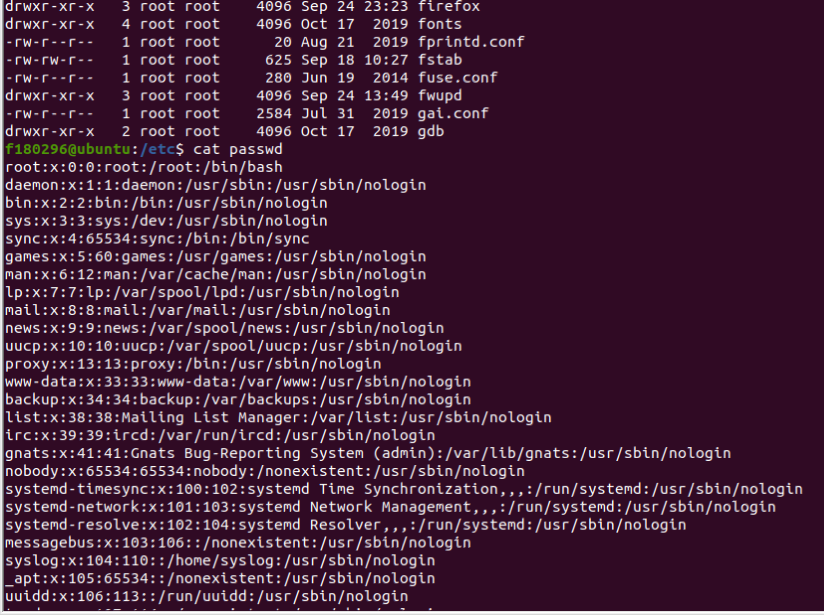 drwxr-xr-x   3 root root    4096 Sep 24 23:23 firefox
drwxr-xr-x   4 root root    4096 Oct 17  2019 fonts
-rw-r--r--   1 root root      20 Aug 21  2019 fprintd.conf
-rw-rw-r--   1 root root     625 Sep 18 10:27 fstab
-rw-r--r--   1 root root     280 Jun 19  2014 fuse.conf
drwxr-xr-x   3 root root    4096 Sep 24 13:49 fwupd
-rw-r--r--   1 root root    2584 Jul 31  2019 gai.conf
drwxr-xr-x   2 root root    4096 Oct 17  2019 gdb
f180296@ubuntu:/etc$ cat passwd
root:x:0:0:root:/root:/bin/bash
daemon:x:1:1:daemon:/usr/sbin:/usr/sbin/nologin
bin:x:2:2:bin:/bin:/usr/sbin/nologin
sys:x:3:3:sys:/dev:/usr/sbin/nologin
sync:x:4:65534:sync:/bin:/bin/sync
games:x:5:60:games:/usr/games:/usr/sbin/nologin
man:x:6:12:man:/var/cache/man:/usr/sbin/nologin
lp:x:7:7:lp:/var/spool/lpd:/usr/sbin/nologin
mail:x:8:8:mail:/var/mail:/usr/sbin/nologin
news:x:9:9:news:/var/spool/news:/usr/sbin/nologin
uucp:x:10:10:uucp:/var/spool/uucp:/usr/sbin/nologin
proxy:x:13:13:proxy:/bin:/usr/sbin/nologin
www-data:x:33:33:www-data:/var/www:/usr/sbin/nologin
backup:x:34:34:backup:/var/backups:/usr/sbin/nologin
list:x:38:38:Mailing List Manager:/var/list:/usr/sbin/nologin
irc:x:39:39:ircd:/var/run/ircd:/usr/sbin/nologin
gnats:x:41:41:Gnats Bug-Reporting System (admin):/var/lib/gnats:/usr/sbin/nologin
nobody:x:65534:65534:nobody:/nonexistent:/usr/sbin/nologin
systemd-timesync:x:100:102:systemd Time Synchronization,,,:/run/systemd:/usr/sbin/nologin
systemd-network:x:101:103:systemd Network Management,,,:/run/systemd:/usr/sbin/nologin
systemd-resolve:x:102:104:systemd Resolver,,,:/run/systemd:/usr/sbin/nologin
messagebus:x:103:106::/nonexistent:/usr/sbin/nologin
syslog:x:104:110::/home/syslog:/usr/sbin/nologin
_apt:x:105:65534::/nonexistent:/usr/sbin/nologin
uuidd:x:106:113::/run/uuidd:/usr/sbin/nologin